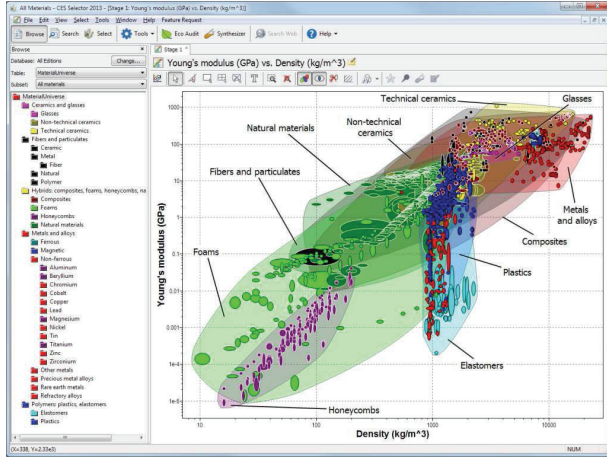 All Materials - CES Selector 2013 - [Stage 1: Young's modulus (GPa) vs. Density (kg/m^3)]
File Edit View Select Tools Window Help Feature Request
Browse Search Select Tools Eco Audit Synthesizer Search Web Help
Browse
Database: All Editions Change...
Table: MaterialUniverse
Subset: All materials
MaterialUniverse
Ceramics and glasses
Glasses
Non-technical ceramics
Technical ceramics
Fibers and particulates
Ceramic
Metal
Fiber
Natural
Polymer
Hybrids: composites, foams, honeycombs, na
Composites
Foams
Honeycombs
Natural materials
Metals and alloys
Ferrous
Magnetic
Non-ferrous
Aluminum
Beryllium
Chromium
Cobalt
Copper
Lead
Magnesium
Nickel
Tin
Titanium
Zinc
Zirconium
Other metals
Precious metal alloys
Rare earth metals
Refractory alloys
Polymers: plastics, elastomers
Elastomers
Plastics
Stage 1
Young's modulus (GPa) vs. Density (kg/m^3)
Technical ceramics
Glasses
Non-technical
ceramics
Natural materials
Fibers and particulates
Foams
Metals
and alloys
Composites
Plastics
Elastomers
Honeycombs
Young's modulus (GPa)
1000
100
10
1
0.1
0.01
0.001
1e-4
1e-5
10 100 1000 10000
Density (kg/m^3)
(X=338, Y=2.33e3) NUM